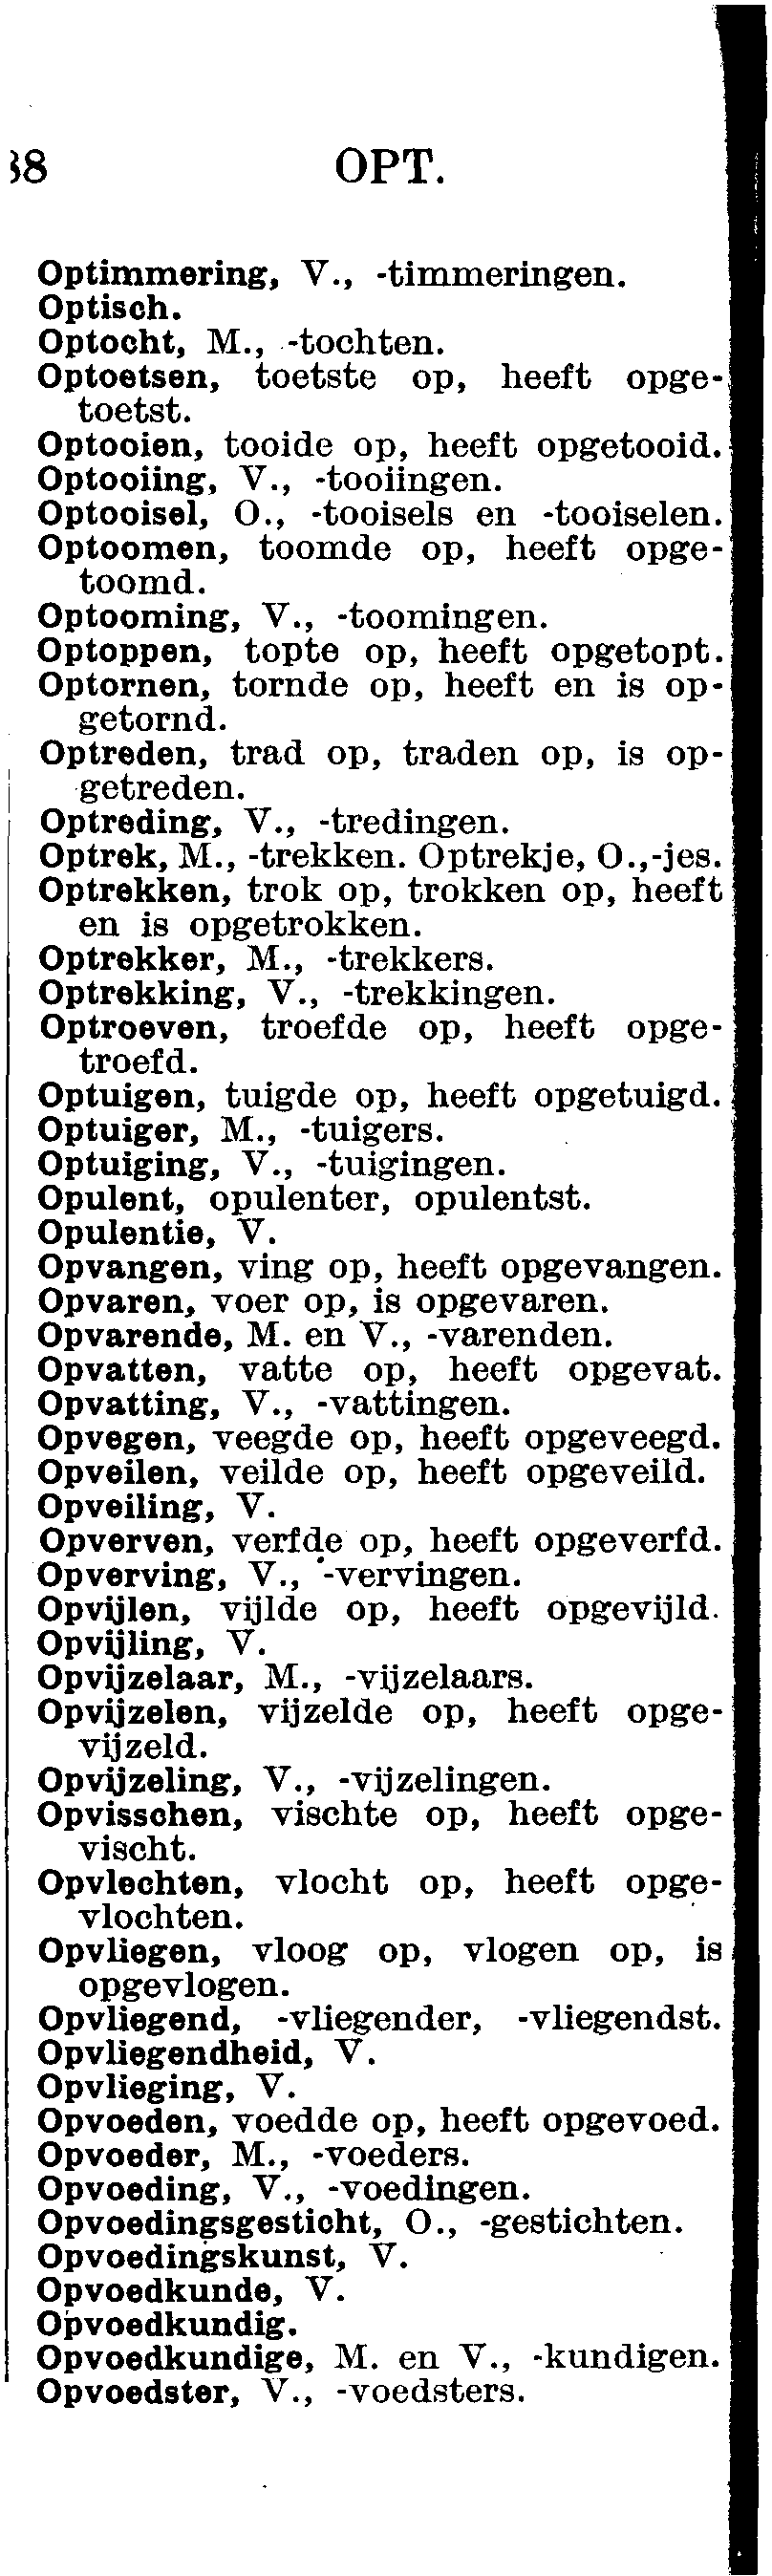 38 OPT.
Optimmering, V., -timmeringen.
Optisch.
Optocht, M., -tochten.
Optoetsen, toetste op, heeft opge-
toetst.
Optooien, tooide op, heeft opgetooid.
Optooiing, V., -tooiingen.
Optooisel, O., -tooisels en -tooiselen.
Optoomen, toomde op, heeft opge-
toomd.
Optooming, V., -toomingen.
Optoppen, topte op, heeft opgetopt.
Optornen, tornde op, heeft en is op-
getornd.
Optreden, trad op, traden op, is op-
getreden.
Optreding, V., -tredingen.
Optrek, M., -trekken. Optrekje, O.,-jes.
Optrekken, trok op, trokken op, heeft
en is opgetrokken.
Optrekker, M., -trekkers.
Optrekking, V., -trekkingen.
Optroeven, troefde op, heeft opge-
troefd.
Optuigen, tuigde op, heeft opgetuigd.
Optuiger, M., -tuigers.
Optuiging, V., -tuigingen.
Opulent, opulenter, opulentst.
Opulentie, V.
Opvangen, ving op, heeft opgevangen.
Opvaren, voer op, is opgevaren.
Opvarende, M. en V., -varenden.
Opvatten, vatte op, heeft opgevat.
Opvatting, V., -vattingen.
Opvegen, veegde op, heeft opgeveegd.
Opveilen, veilde op, heeft opgeveild.
Opveiling, V.
Opverven, verfde op, heeft opgeverfd.
Opverving, V., -vervingen.
Opvijlen, vijlde op, heeft opgevijld.
Opvijling, V.
Opvijzelaar, M., -vijzelaars.
Opvijzelen, vijzelde op, heeft opge-
vijzeld.
Opvijzeling, V., -vijzelingen.
Opvisschen, vischte op, heeft opge-
vischt.
Opvlechten, vlocht op, heeft opge-
vlochten.
Opvliegen, vloog op, vlogen op, is
opgevlogen.
Opvliegend, -vliegender, -vliegendst.
Opvliegendheid, V.
Opvlieging, V.
Opvoeden, voedde op, heeft opgevoed.
Opvoeder, M., -voeders.
Opvoeding, V., -voedingen.
Opvoedingsgesticht, O., -gestichten.
Opvoedingskunst, V.
Opvoedkunde, V.
Opvoedkundig.
Opvoedkundige, M. en V., -kundigen.
Opvoedster, V., -voedsters.